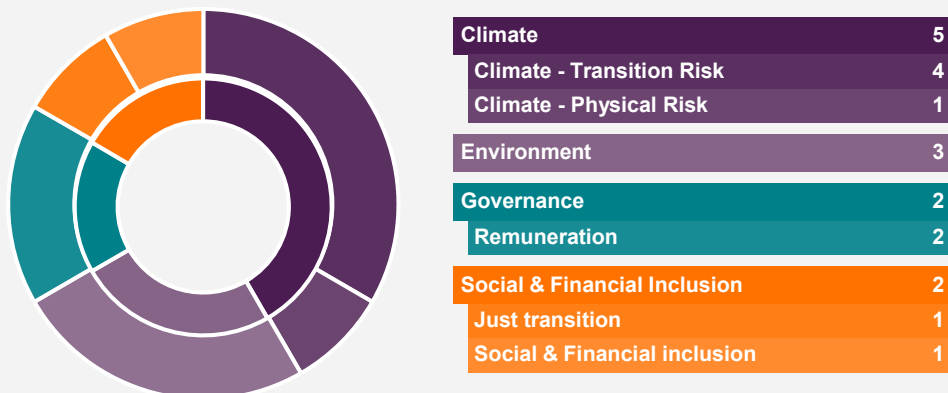 Climate 5
Climate - Transition Risk 4
Climate - Physical Risk 1
Environment 3
Governance 2
Remuneration 2
Social & Financial Inclusion 2
Just transition 1
Social & Financial inclusion 1